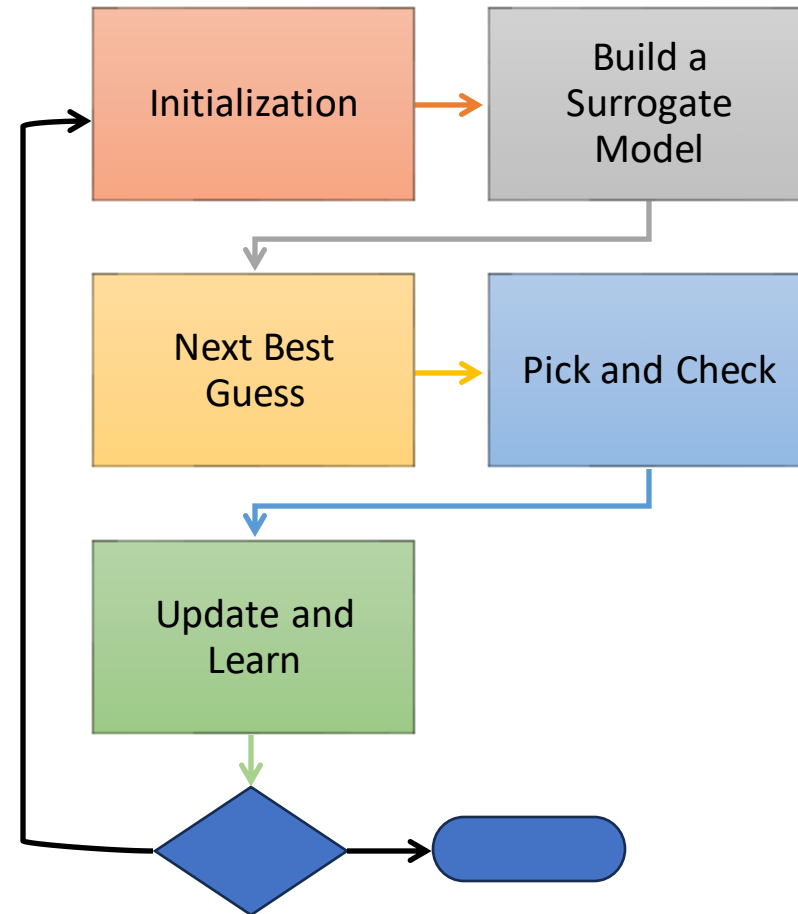 Initialization
Build a
Surrogate
Model
Next Best
Guess
Pick and Check
Update and
Learn